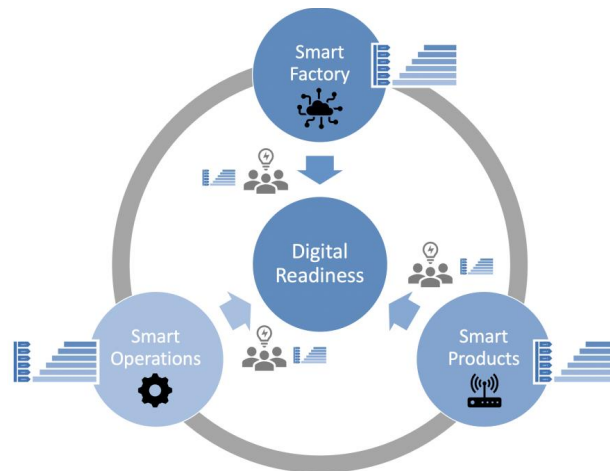 Smart
Factory
Digital
Readiness
Smart
Operations
Smart
Products